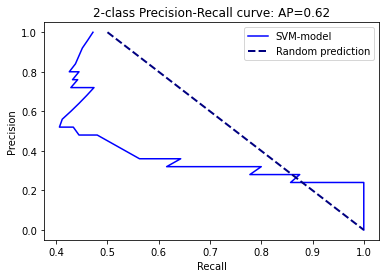 2-class Precision-Recall curve: AP=0.62
SVM-model
Random prediction
Precision
1.0
0.8
0.6
0.4
0.2
0.0
0.4 0.5 0.6 0.7 0.8 0.9 1.0
Recall